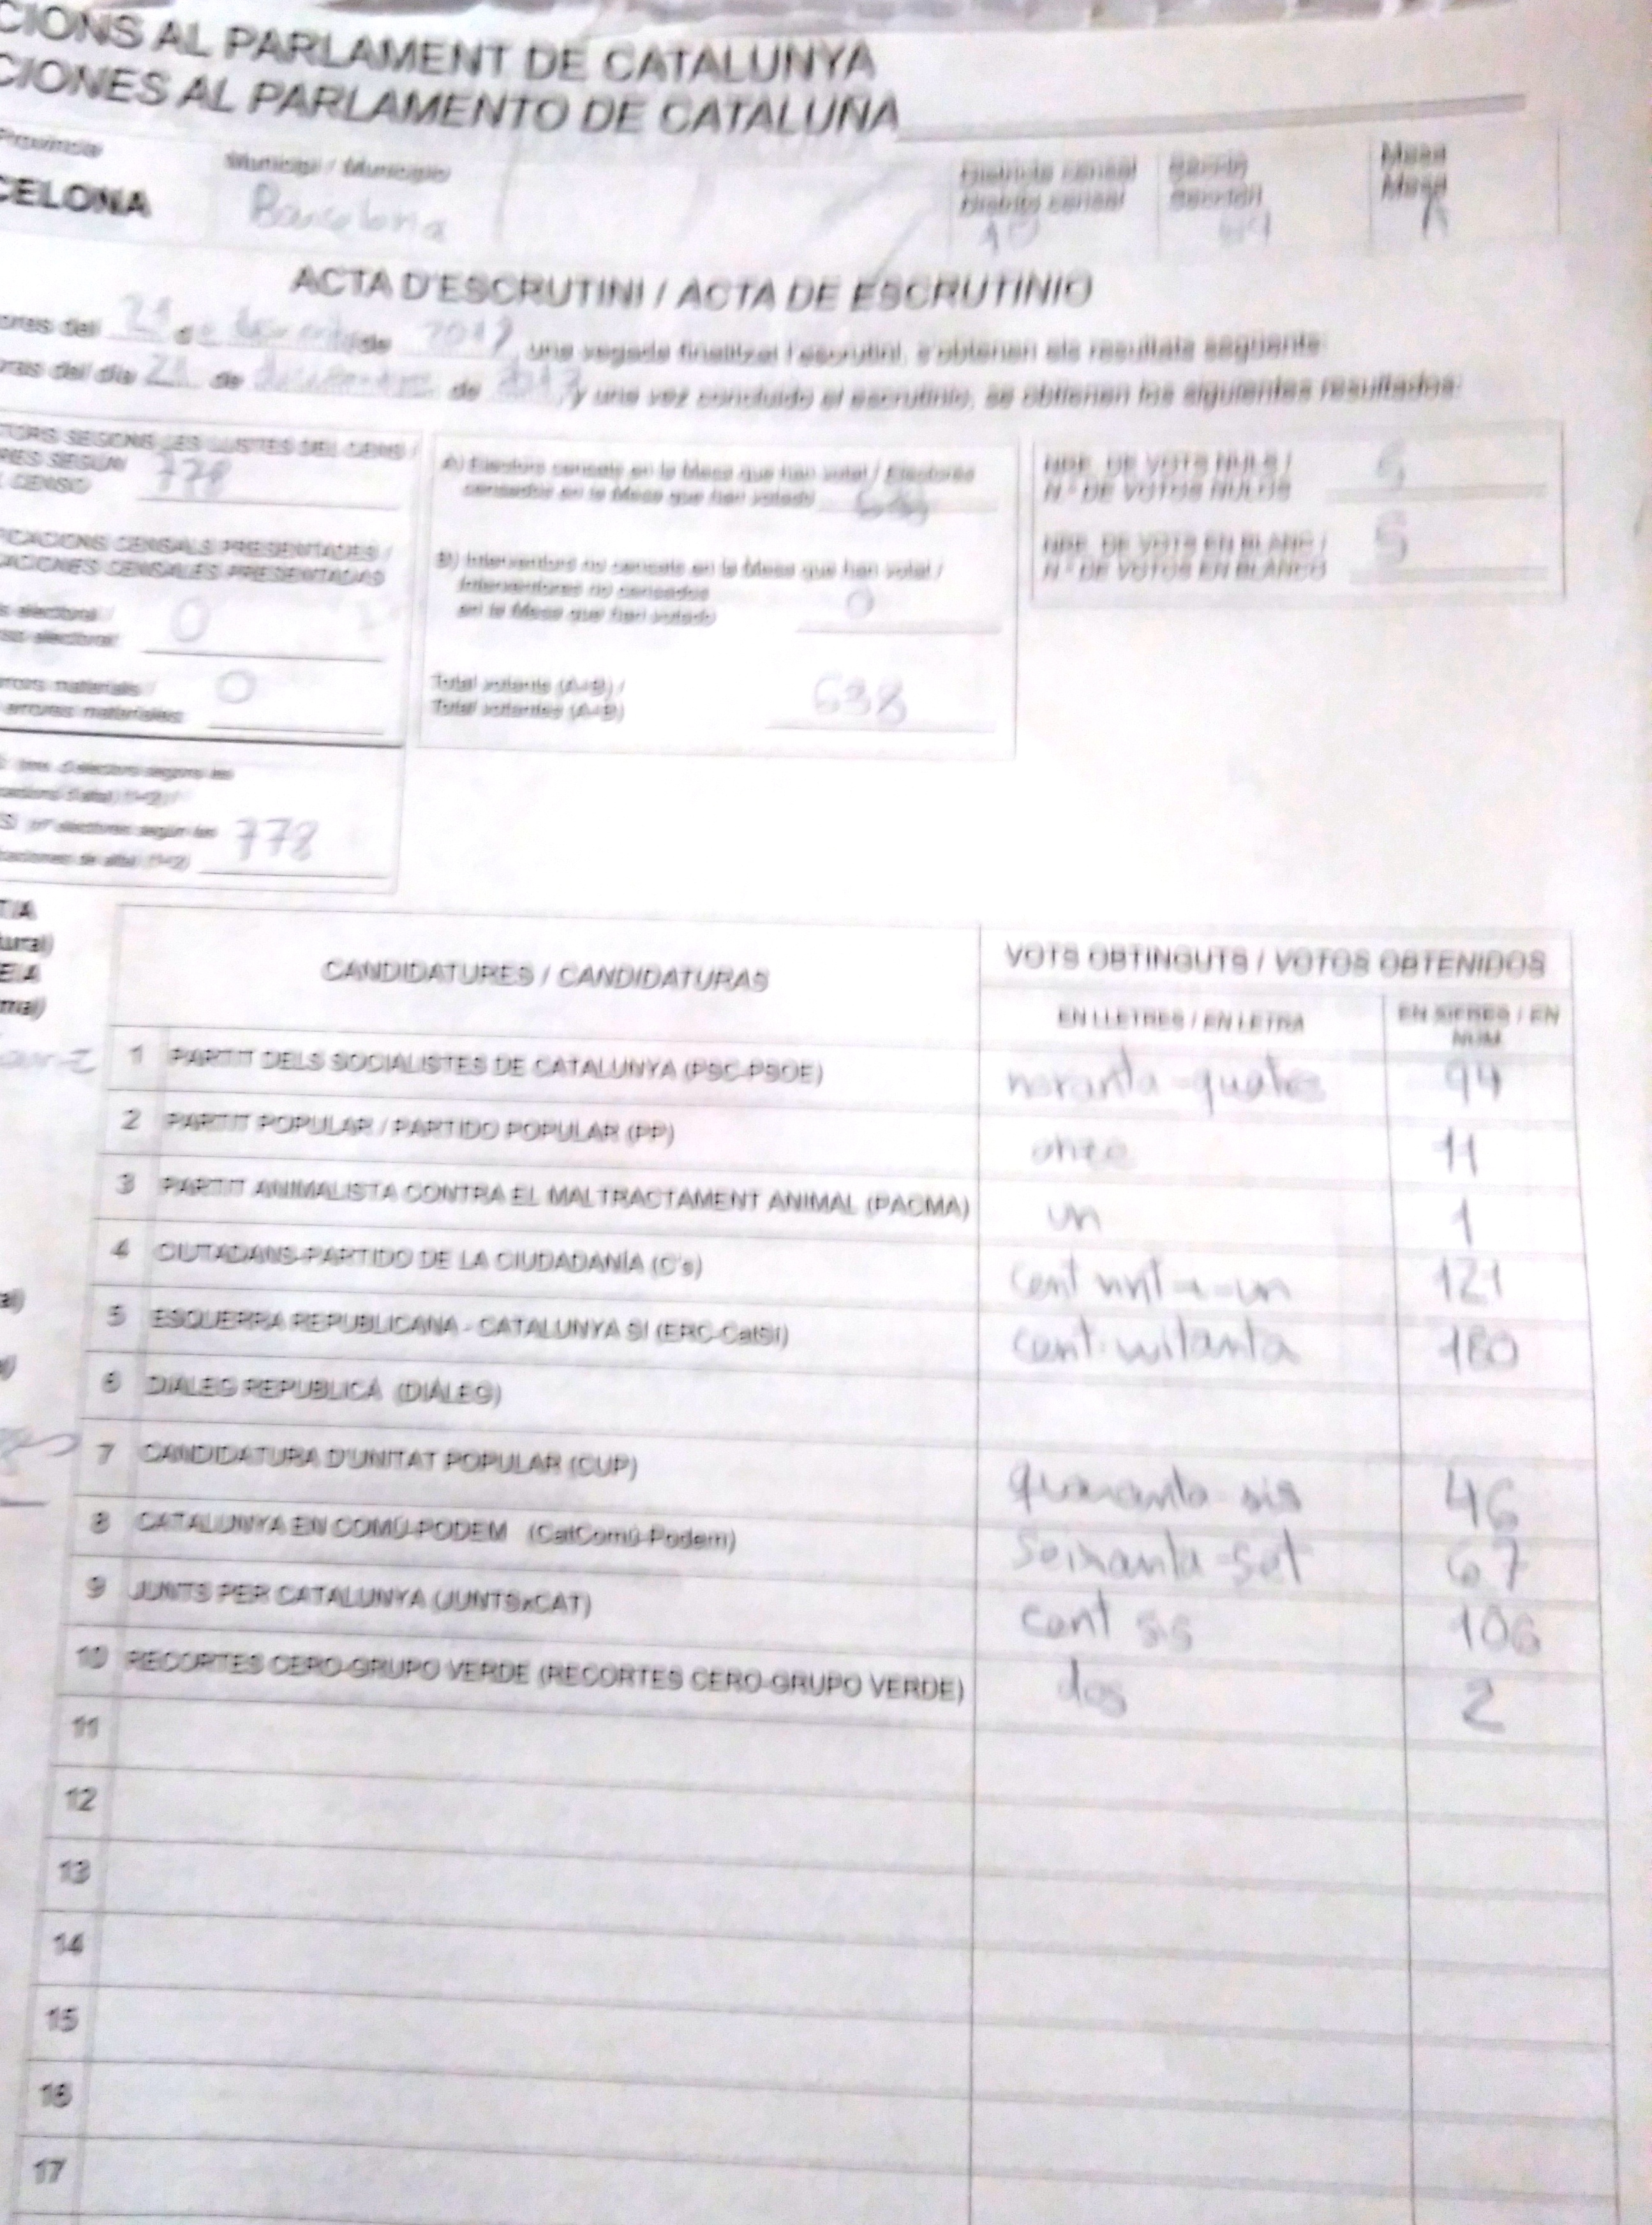 CIONS AL PARLAMENT DE CATALUNYA
CIONES AL PARLAMENTO DE CATALUÑA
Provincia
Municipi / Municipio
Districte censal
Distrito censal
Secció
Sección
Mesa
Mesa
CELONA
Barcelona
10
A
ACTA D'ESCRUTINI / ACTA DE ESCRUTINIO
ores del 21 de de 2017, una vegada finalitzat l'escrutini, s'obtenen els resultats següents:
ras del día 21 de de 2017, y una vez concluido el escrutinio, se obtienen los siguientes resultados:
TORS SEGONS LES LLISTES DEL CENS /
RES SEGÚN
CENSO 778
ICACIONS CENSALS PRESENTADES /
ACIONES CENSALES PRESENTADAS
s electoral /
so electoral: 0
errors materials /
errores materiales: 0
778
A) Electors censats en la Mesa que han votat / Electores
censados en la Mesa que han votado 638
B) Interventors no censats en la Mesa que han votat /
Interventores no censados
en la Mesa que han votado 0
Total votants (A+B) /
Total votantes (A+B) 638
NBE. DE VOTS NULS /
N.º DE VOTOS NULOS 5
NBE. DE VOTS EN BLANC /
N.º DE VOTOS EN BLANCO 5
CANDIDATURES / CANDIDATURAS
VOTS OBTINGUTS / VOTOS OBTENIDOS
EN LLETRES / EN LETRA
EN XIFRES / EN
NÚM.
1 PARTIT DELS SOCIALISTES DE CATALUNYA (PSC-PSOE) noranta-quatre 94
2 PARTIT POPULAR / PARTIDO POPULAR (PP) onze 11
3 PARTIT ANIMALISTA CONTRA EL MALTRACTAMENT ANIMAL (PACMA) un 1
4 CIUTADANS-PARTIDO DE LA CIUDADANÍA (C's) cent vint-i-un 121
5 ESQUERRA REPUBLICANA - CATALUNYA SÍ (ERC-CatSí) cent vuitanta 180
6 DIÀLEG REPUBLICÀ (DIÀLEG)
7 CANDIDATURA D'UNITAT POPULAR (CUP) quaranta-sis 46
8 CATALUNYA EN COMÚ-PODEM (CatComú-Podem) Seixanta-set 67
9 JUNTS PER CATALUNYA (JUNTSxCAT) cent sis 106
10 RECORTES CERO-GRUPO VERDE (RECORTES CERO-GRUPO VERDE) dos 2
11
12
13
14
15
16
17